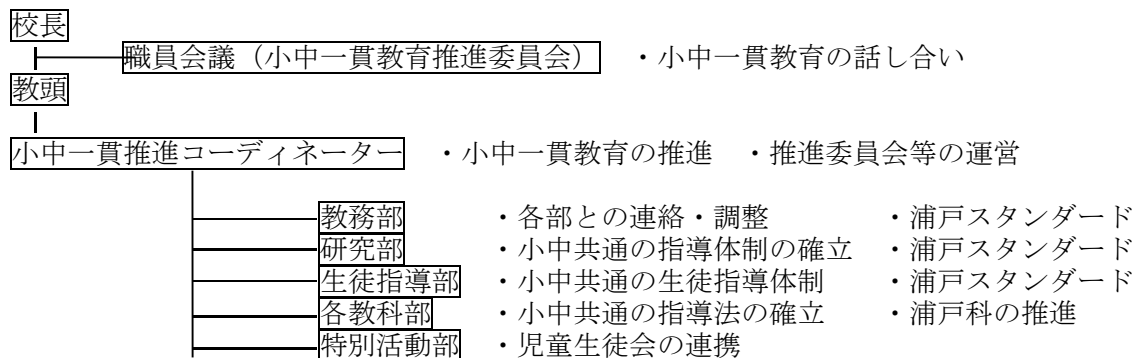 校長
職員会議（小中一貫教育推進委員会） ・小中一貫教育の話し合い
教頭
小中一貫推進コーディネーター ・小中一貫教育の推進 ・推進委員会等の運営
教務部 ・各部との連絡・調整 ・浦戸スタンダード
研究部 ・小中共通の指導体制の確立 ・浦戸スタンダード
生徒指導部 ・小中共通の生徒指導体制 ・浦戸スタンダード
各教科部 ・小中共通の指導法の確立 ・浦戸科の推進
特別活動部 ・児童生徒会の連携